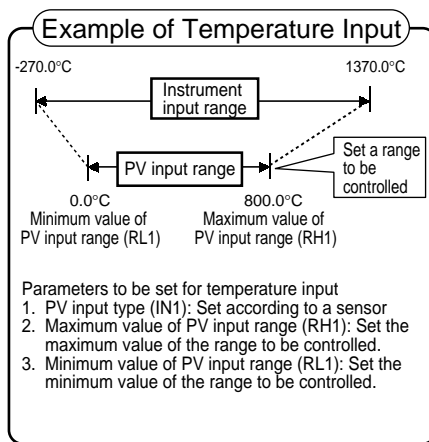 Example of Temperature Input
-270.0°C
1370.0°C
Instrument
input range
PV input range
Set a range
to be
controlled
0.0°C
800.0°C
Minimum value of
PV input range (RL1)
Maximum value of
PV input range (RH1)
Parameters to be set for temperature input
1. PV input type (IN1): Set according to a sensor
2. Maximum value of PV input range (RH1): Set the
maximum value of the range to be controlled.
3. Minimum value of PV input range (RL1): Set the
minimum value of the range to be controlled.